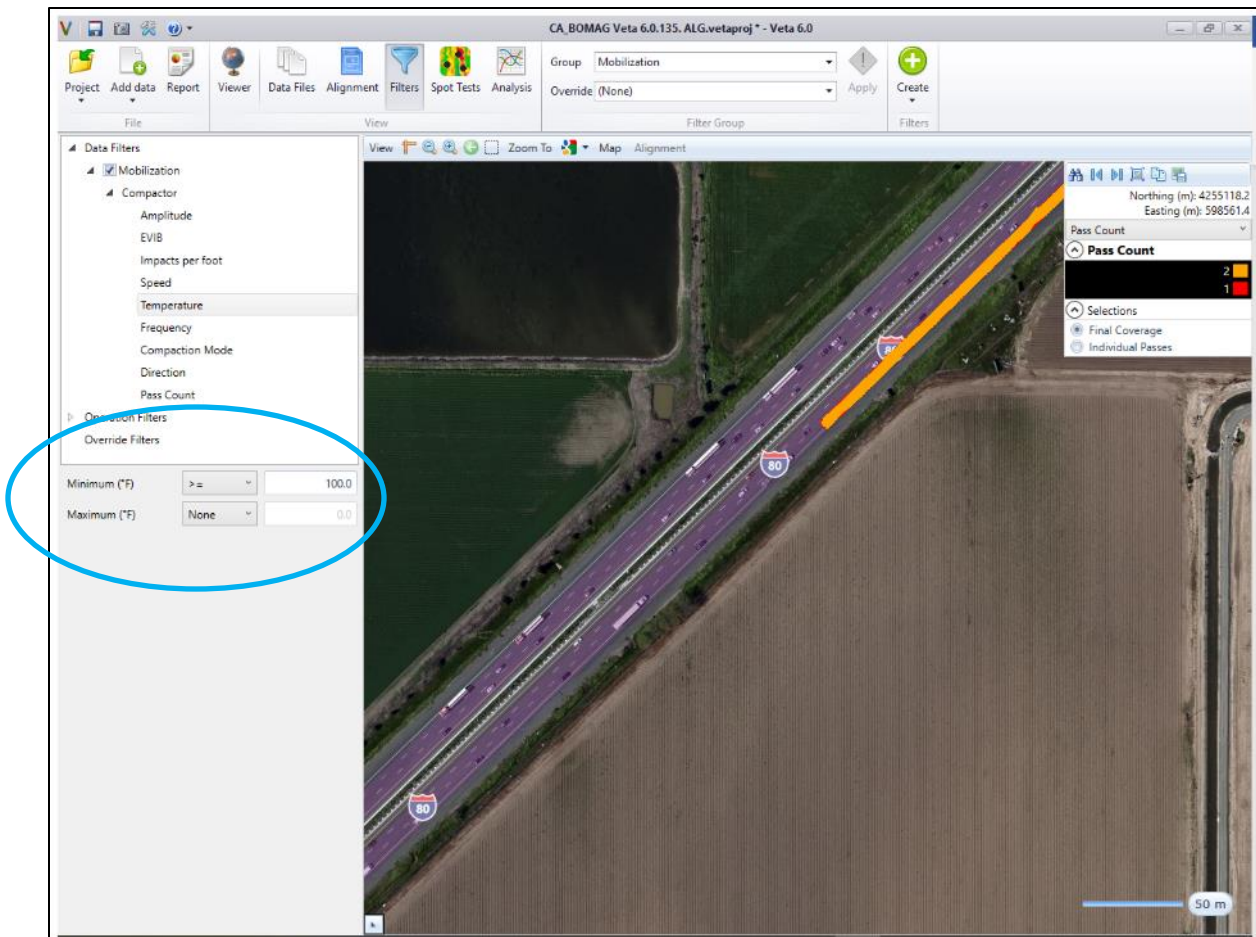 CA_BOMAG Veta 6.0.135. ALG.vetaproj * - Veta 6.0
Project
Add data
Report
Viewer
Data Files
Alignment
Filters
Spot Tests
Analysis
Group
Mobilization
Override
(None)
Apply
Create
File
View
Filter Group
Filters
Data Filters
Mobilization
Compactor
Amplitude
EVIB
Impacts per foot
Speed
Temperature
Frequency
Compaction Mode
Direction
Pass Count
Operation Filters
Override Filters
Minimum (°F)
>=
100.0
Maximum (°F)
None
0.0
View
Zoom To
Map
Alignment
Northing (m): 4255118.2
Easting (m): 598561.4
Pass Count
Pass Count
2
1
Selections
Final Coverage
Individual Passes
80
80
50 m